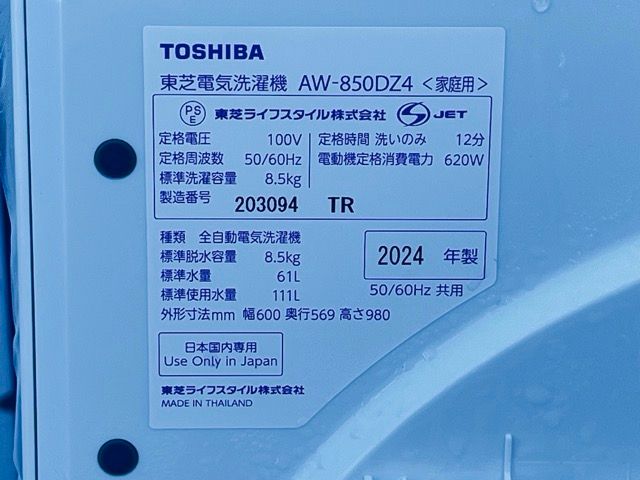 TOSHIBA
東芝電気洗濯機 AW-850DZ4 <家庭用>
PS E 東芝ライフスタイル株式会社 S JET
定格電圧 100V 定格時間 洗いのみ 12分
定格周波数 50/60Hz 電動機定格消費電力 620W
標準洗濯容量 8.5kg
製造番号 203094 TR
種類 全自動電気洗濯機
標準脱水容量 8.5kg 2024 年製
標準水量 61L
標準使用水量 111L 50/60Hz 共用
外形寸法mm 幅600 奥行569 高さ980
日本国内専用
Use Only in Japan
東芝ライフスタイル株式会社
MADE IN THAILAND